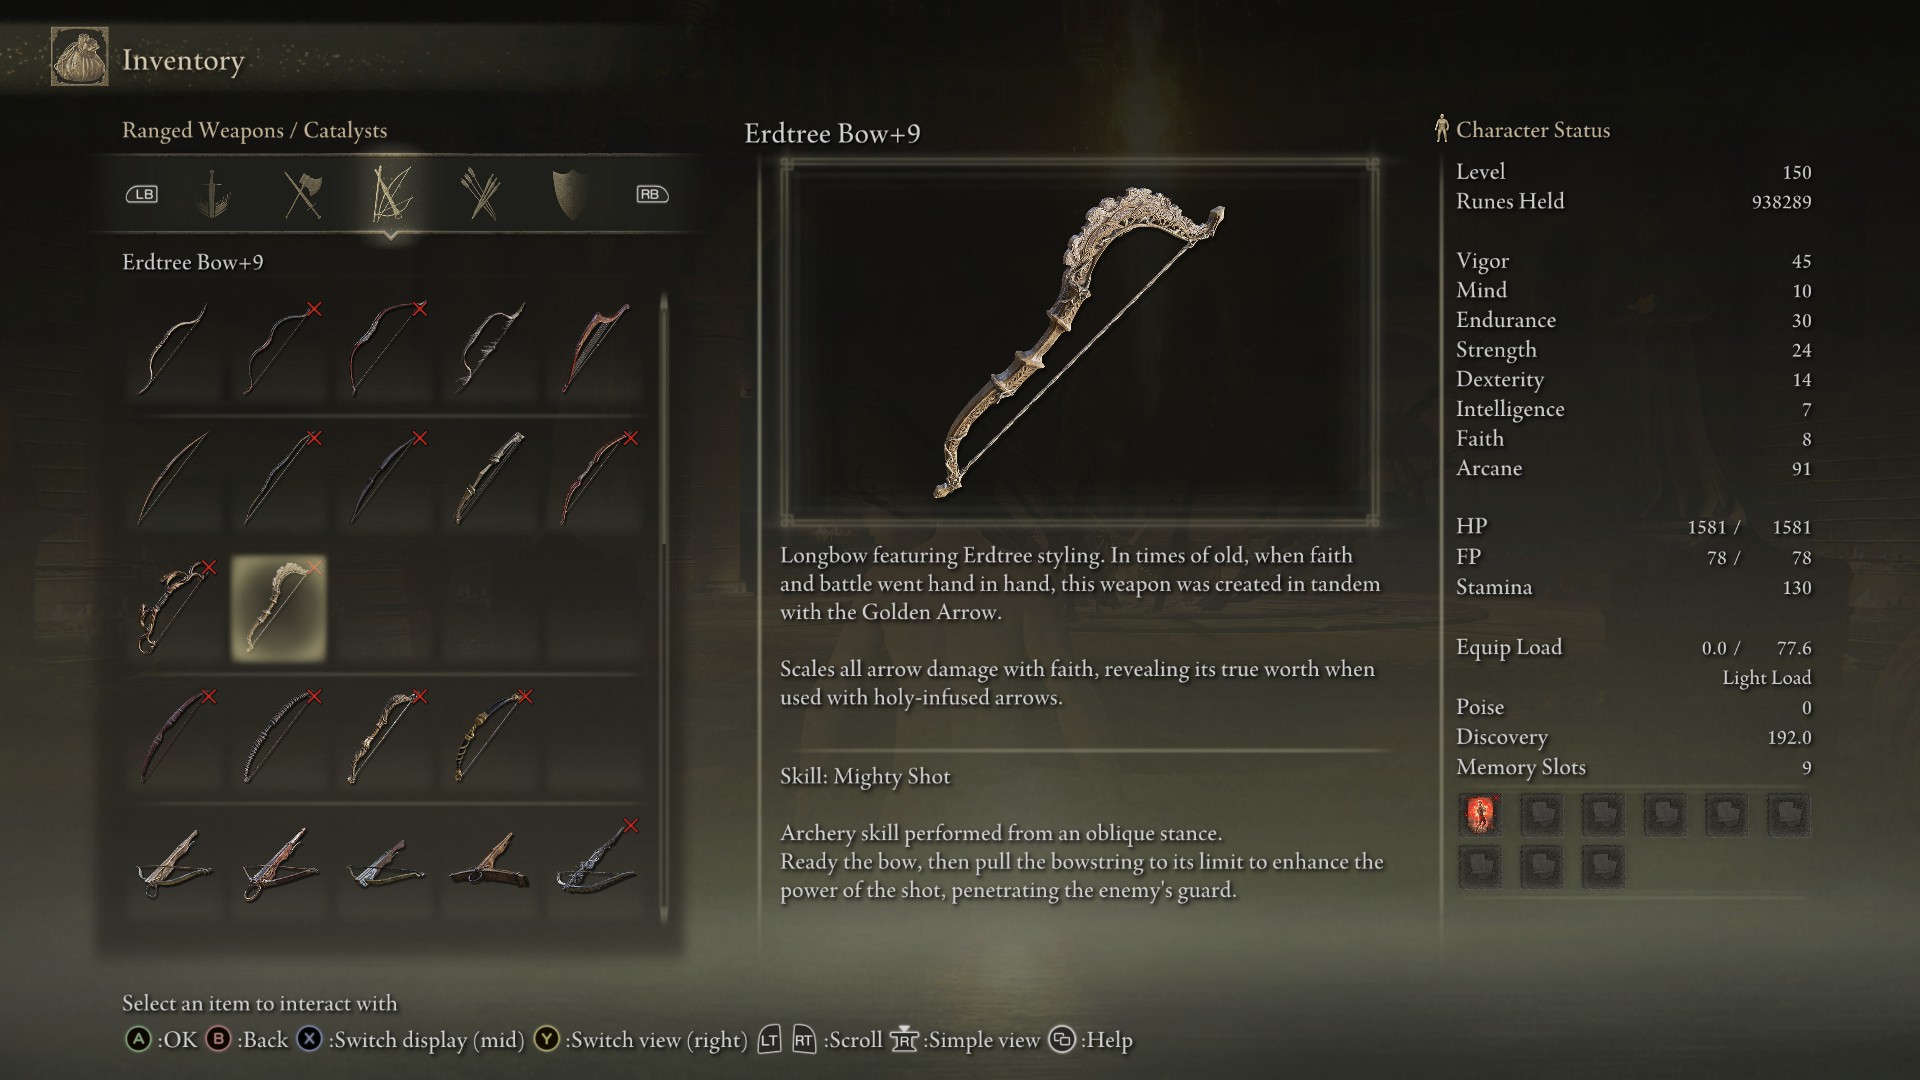 Inventory
Ranged Weapons / Catalysts
LB
RB
Erdtree Bow+9
Erdtree Bow+9
Longbow featuring Erdtree styling. In times of old, when faith
and battle went hand in hand, this weapon was created in tandem
with the Golden Arrow.
Scales all arrow damage with faith, revealing its true worth when
used with holy-infused arrows.
Skill: Mighty Shot
Archery skill performed from an oblique stance.
Ready the bow, then pull the bowstring to its limit to enhance the
power of the shot, penetrating the enemy's guard.
Character Status
Level 150
Runes Held 938289
Vigor 45
Mind 10
Endurance 30
Strength 24
Dexterity 14
Intelligence 7
Faith 8
Arcane 91
HP 1581 / 1581
FP 78 / 78
Stamina 130
Equip Load 0.0 / 77.6
Light Load
Poise 0
Discovery 192.0
Memory Slots 9
Select an item to interact with
A :OK B :Back X :Switch display (mid) Y :Switch view (right) LT RT :Scroll R :Simple view :Help